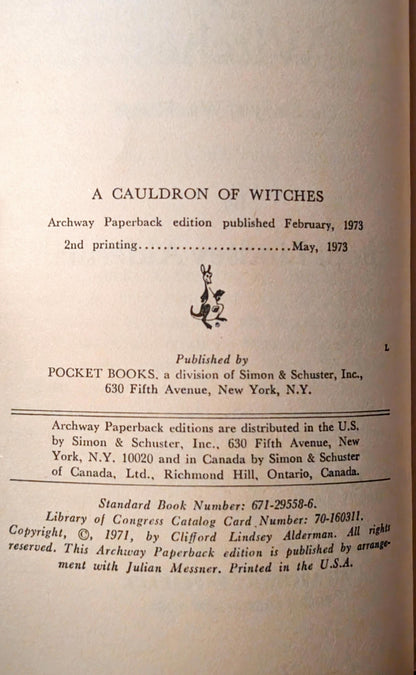 A CAULDRON OF WITCHES
Archway Paperback edition published February, 1973
2nd printing........................May, 1973
L
Published by
POCKET BOOKS, a division of Simon & Schuster, Inc.,
630 Fifth Avenue, New York, N.Y.
Archway Paperback editions are distributed in the U.S.
by Simon & Schuster, Inc., 630 Fifth Avenue, New
York, N.Y. 10020 and in Canada by Simon & Schuster
of Canada, Ltd., Richmond Hill, Ontario, Canada.
Standard Book Number: 671-29558-6.
Library of Congress Catalog Card Number: 70-160311.
Copyright, ©, 1971, by Clifford Lindsey Alderman. All rights
reserved. This Archway Paperback edition is published by arrange-
ment with Julian Messner. Printed in the U.S.A.